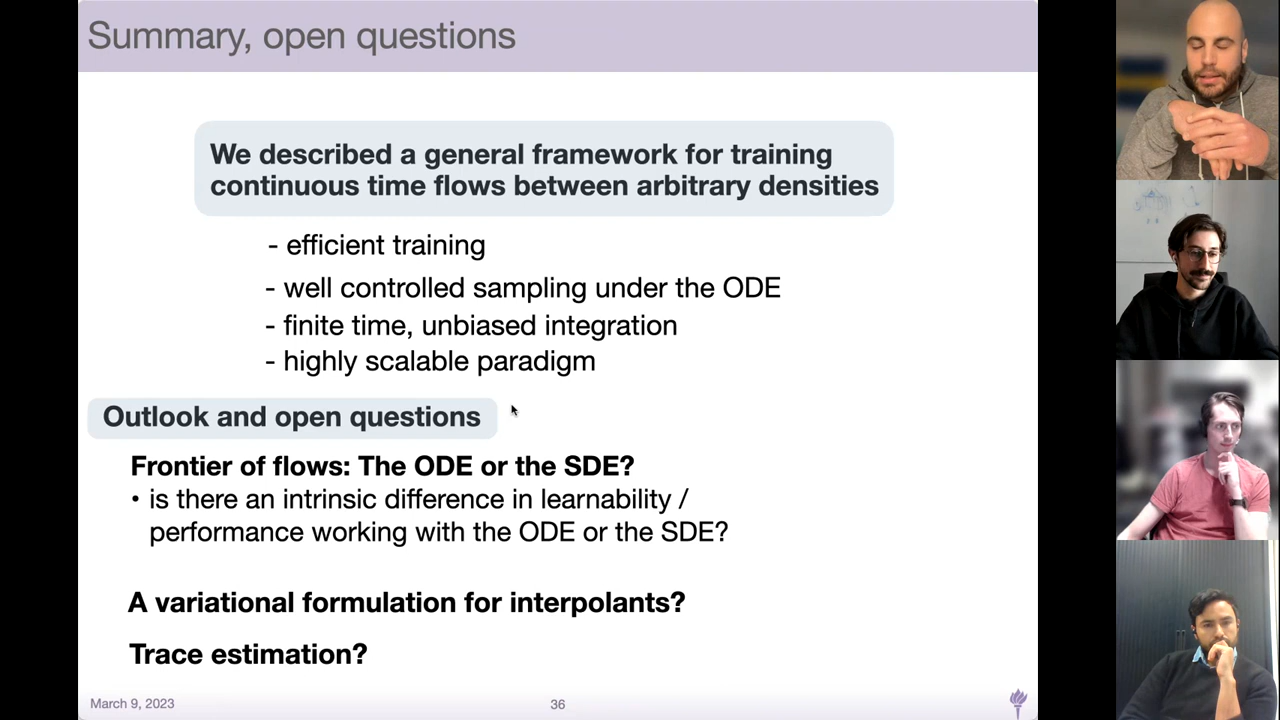 Summary, open questions
We described a general framework for training
continuous time flows between arbitrary densities
- efficient training
- well controlled sampling under the ODE
- finite time, unbiased integration
- highly scalable paradigm
Outlook and open questions
Frontier of flows: The ODE or the SDE?
• is there an intrinsic difference in learnability /
performance working with the ODE or the SDE?
A variational formulation for interpolants?
Trace estimation?
March 9, 2023
36